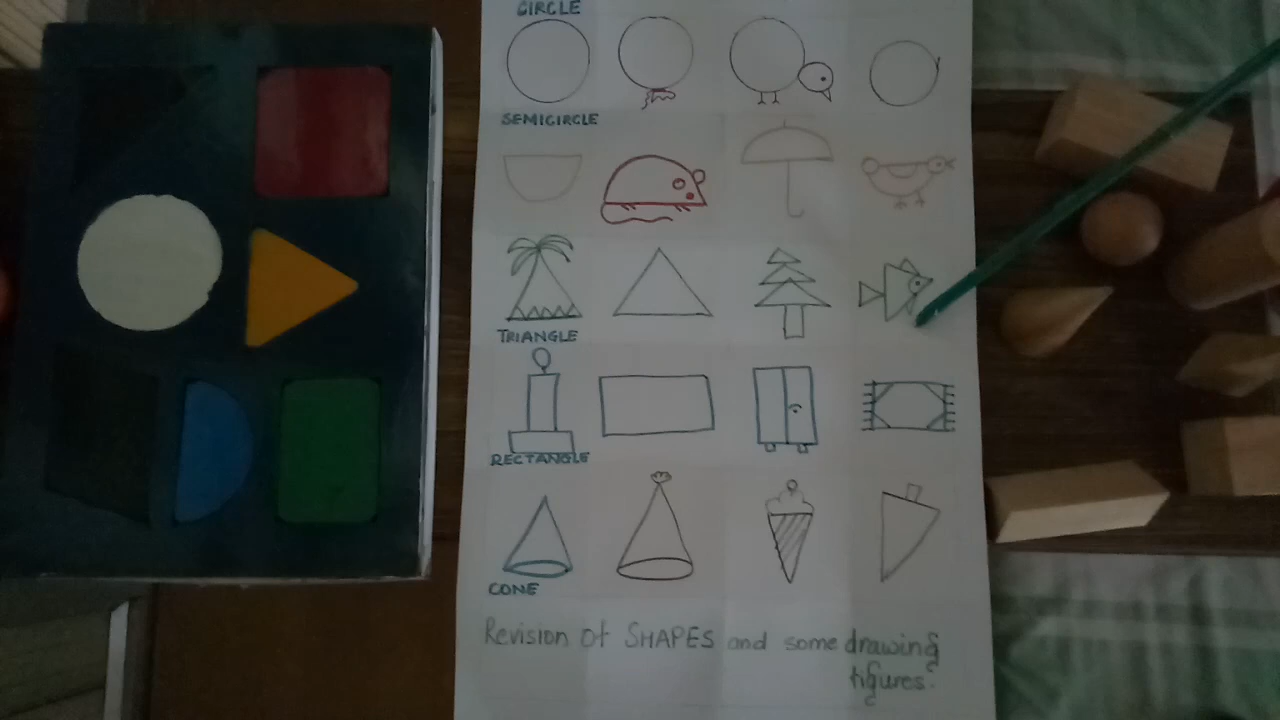 CIRCLE
SEMICIRCLE
TRIANGLE
RECTANGLE
CONE
Revision of SHAPES and some drawing
figures.